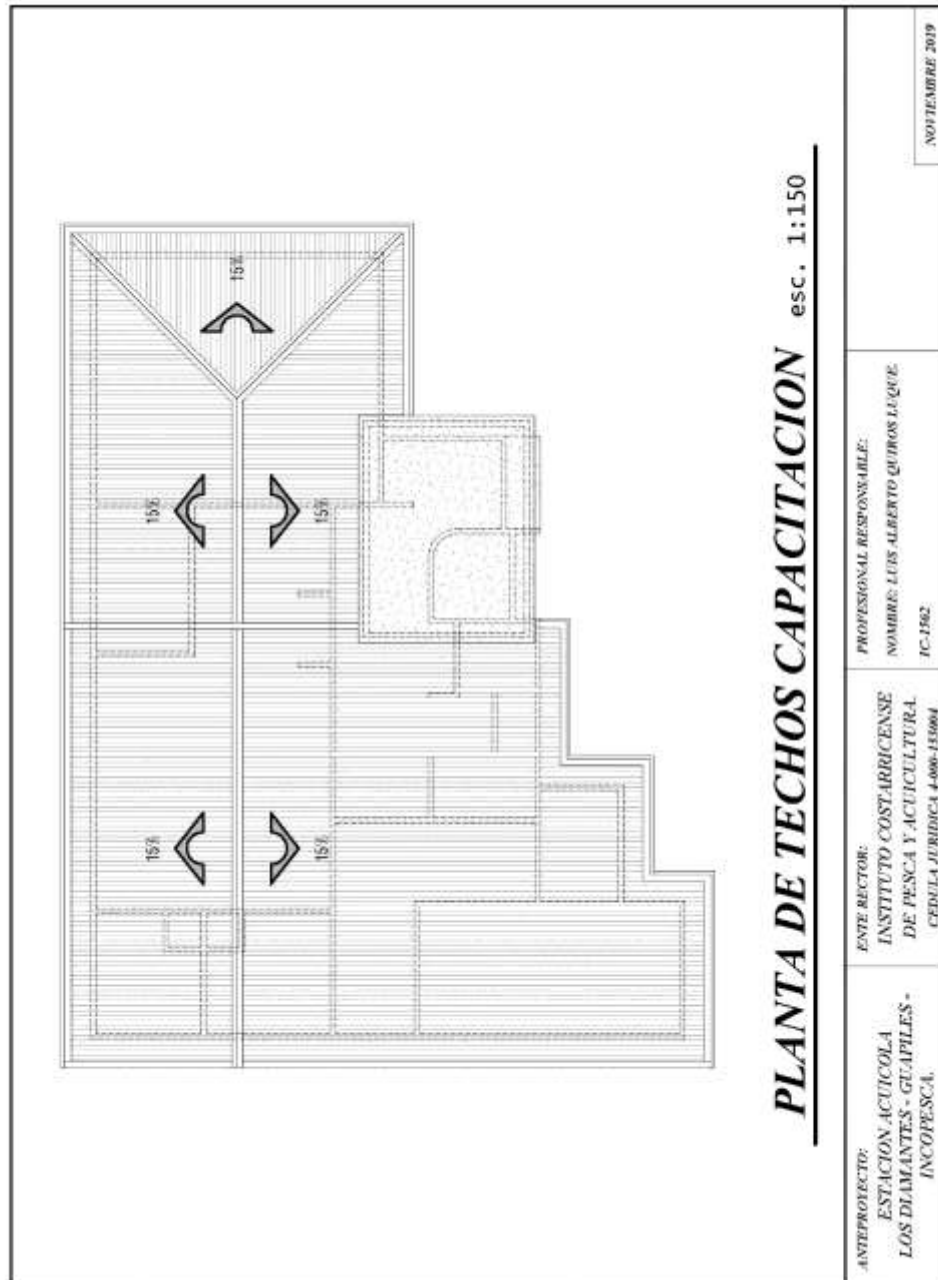 15%
15%
15%
15%
15%
PLANTA DE TECHOS CAPACITACION esc. 1:150
ANTEPROYECTO:
ESTACION ACUICOLA
LOS DIAMANTES - GUAPILES -
INCOPESCA.
ENTE RECTOR:
INSTITUTO COSTARRICENSE
DE PESCA Y ACUICULTURA.
CEDULA JURIDICA 4-000-153004
PROFESIONAL RESPONSABLE:
NOMBRE: LUIS ALBERTO QUIROS LUQUE.
IC-1562
NOVIEMBRE 2019